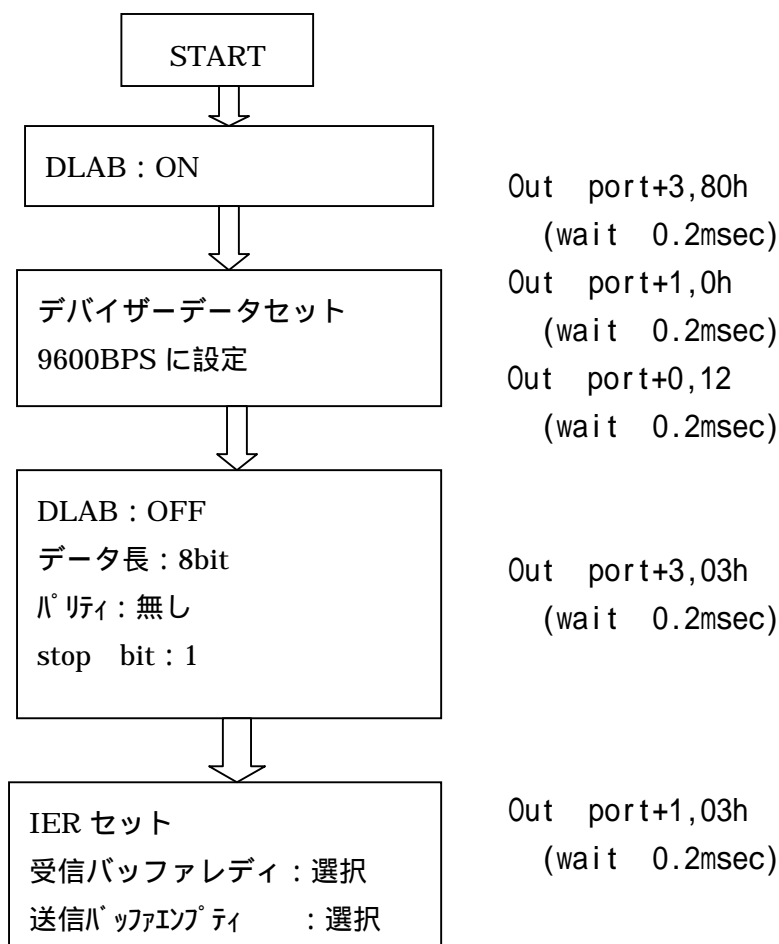 START
DLAB：ON
Out port+3,80h
(wait 0.2msec)
デバイザーデータセット
9600BPS に設定
Out port+1,0h
(wait 0.2msec)
Out port+0,12
(wait 0.2msec)
DLAB：OFF
データ長：8bit
ﾊﾟﾘﾃｨ：無し
stop bit：1
Out port+3,03h
(wait 0.2msec)
IER セット
受信バッファレディ：選択
送信ﾊﾞｯﾌｧｴﾝﾌﾟﾃｨ ：選択
Out port+1,03h
(wait 0.2msec)